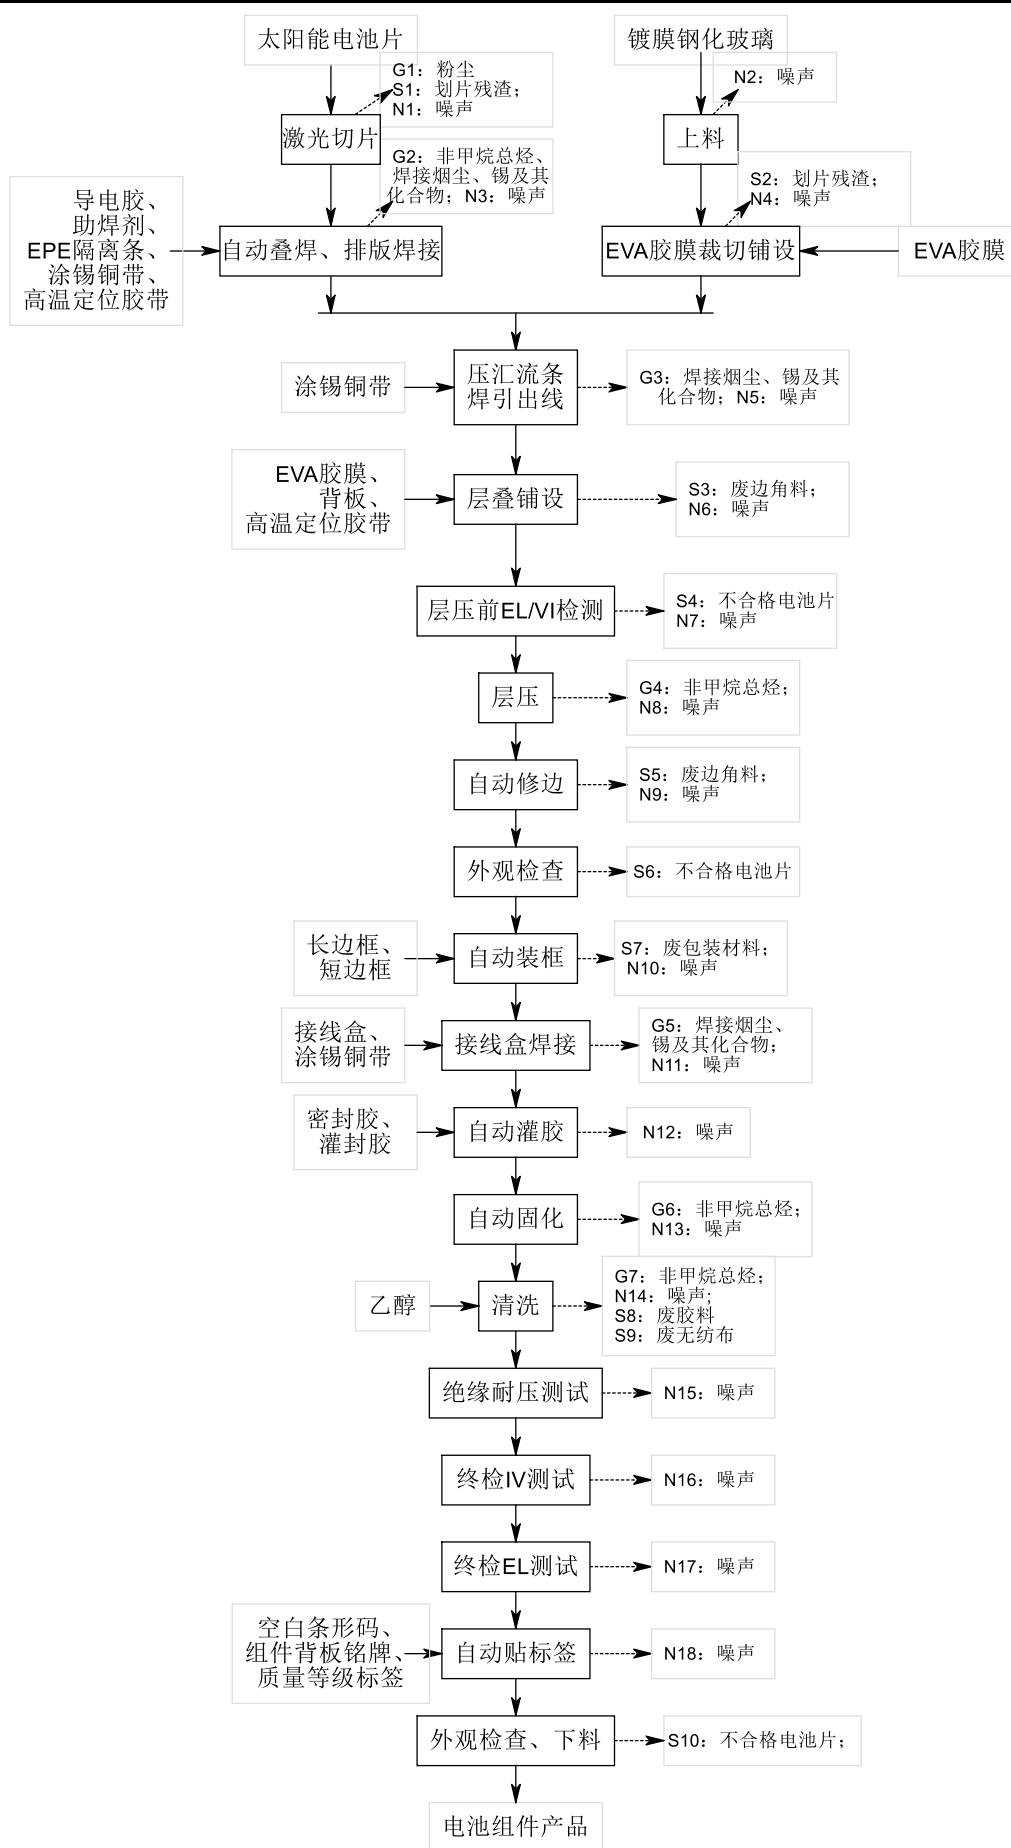 太阳能电池片
镀膜钢化玻璃
G1：粉尘
S1：划片残渣；
N1：噪声
N2：噪声
激光切片
上料
G2：非甲烷总烃、
焊接烟尘、锡及其
化合物；N3：噪声
S2：划片残渣；
N4：噪声
导电胶、
助焊剂、
EPE隔离条、
涂锡铜带、
高温定位胶带
自动叠焊、排版焊接
EVA胶膜裁切铺设
EVA胶膜
涂锡铜带
压汇流条
焊引出线
G3：焊接烟尘、锡及其
化合物；N5：噪声
EVA胶膜、
背板、
高温定位胶带
层叠铺设
S3：废边角料；
N6：噪声
层压前EL/VI检测
S4：不合格电池片
N7：噪声
层压
G4：非甲烷总烃；
N8：噪声
自动修边
S5：废边角料；
N9：噪声
外观检查
S6：不合格电池片
长边框、
短边框
自动装框
S7：废包装材料；
N10：噪声
接线盒、
涂锡铜带
接线盒焊接
G5：焊接烟尘、
锡及其化合物；
N11：噪声
密封胶、
灌封胶
自动灌胶
N12：噪声
自动固化
G6：非甲烷总烃；
N13：噪声
乙醇
清洗
G7：非甲烷总烃；
N14：噪声;
S8：废胶料
S9：废无纺布
绝缘耐压测试
N15：噪声
终检IV测试
N16：噪声
终检EL测试
N17：噪声
空白条形码、
组件背板铭牌、
质量等级标签
自动贴标签
N18：噪声
外观检查、下料
S10：不合格电池片；
电池组件产品